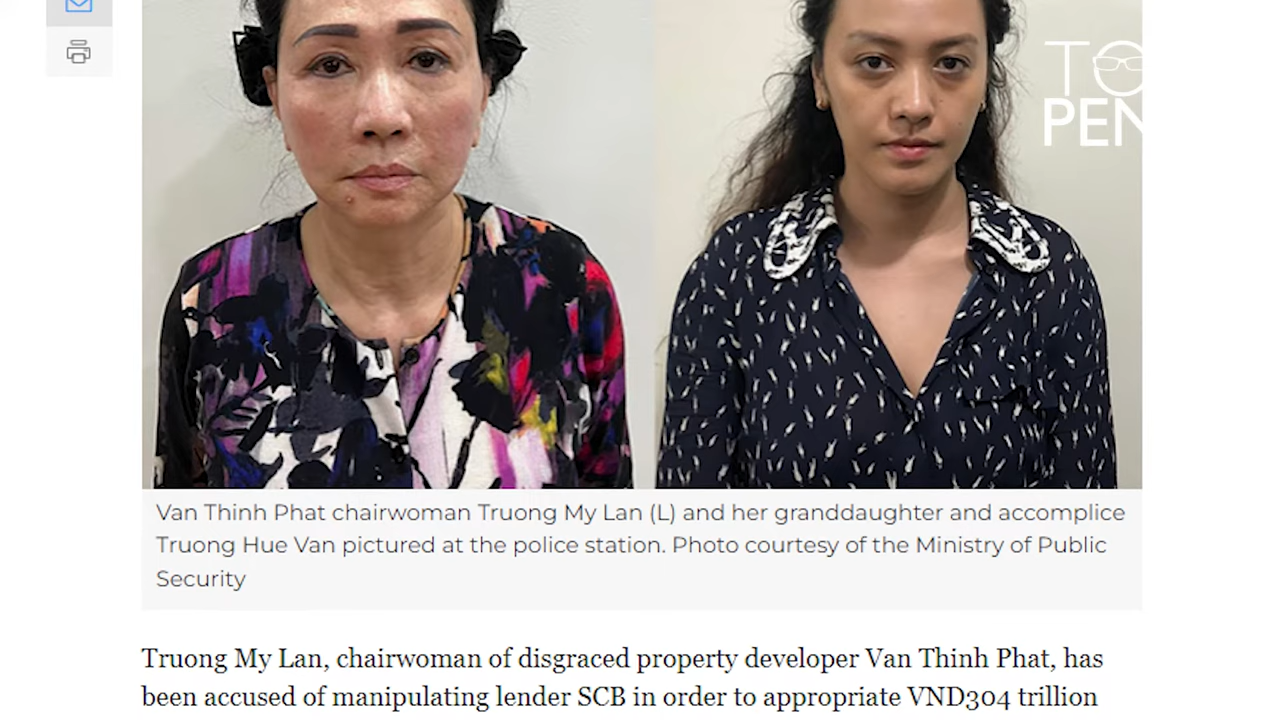 TO
PEN
Van Thinh Phat chairwoman Truong My Lan (L) and her granddaughter and accomplice
Truong Hue Van pictured at the police station. Photo courtesy of the Ministry of Public
Security
Truong My Lan, chairwoman of disgraced property developer Van Thinh Phat, has
been accused of manipulating lender SCB in order to appropriate VND304 trillion